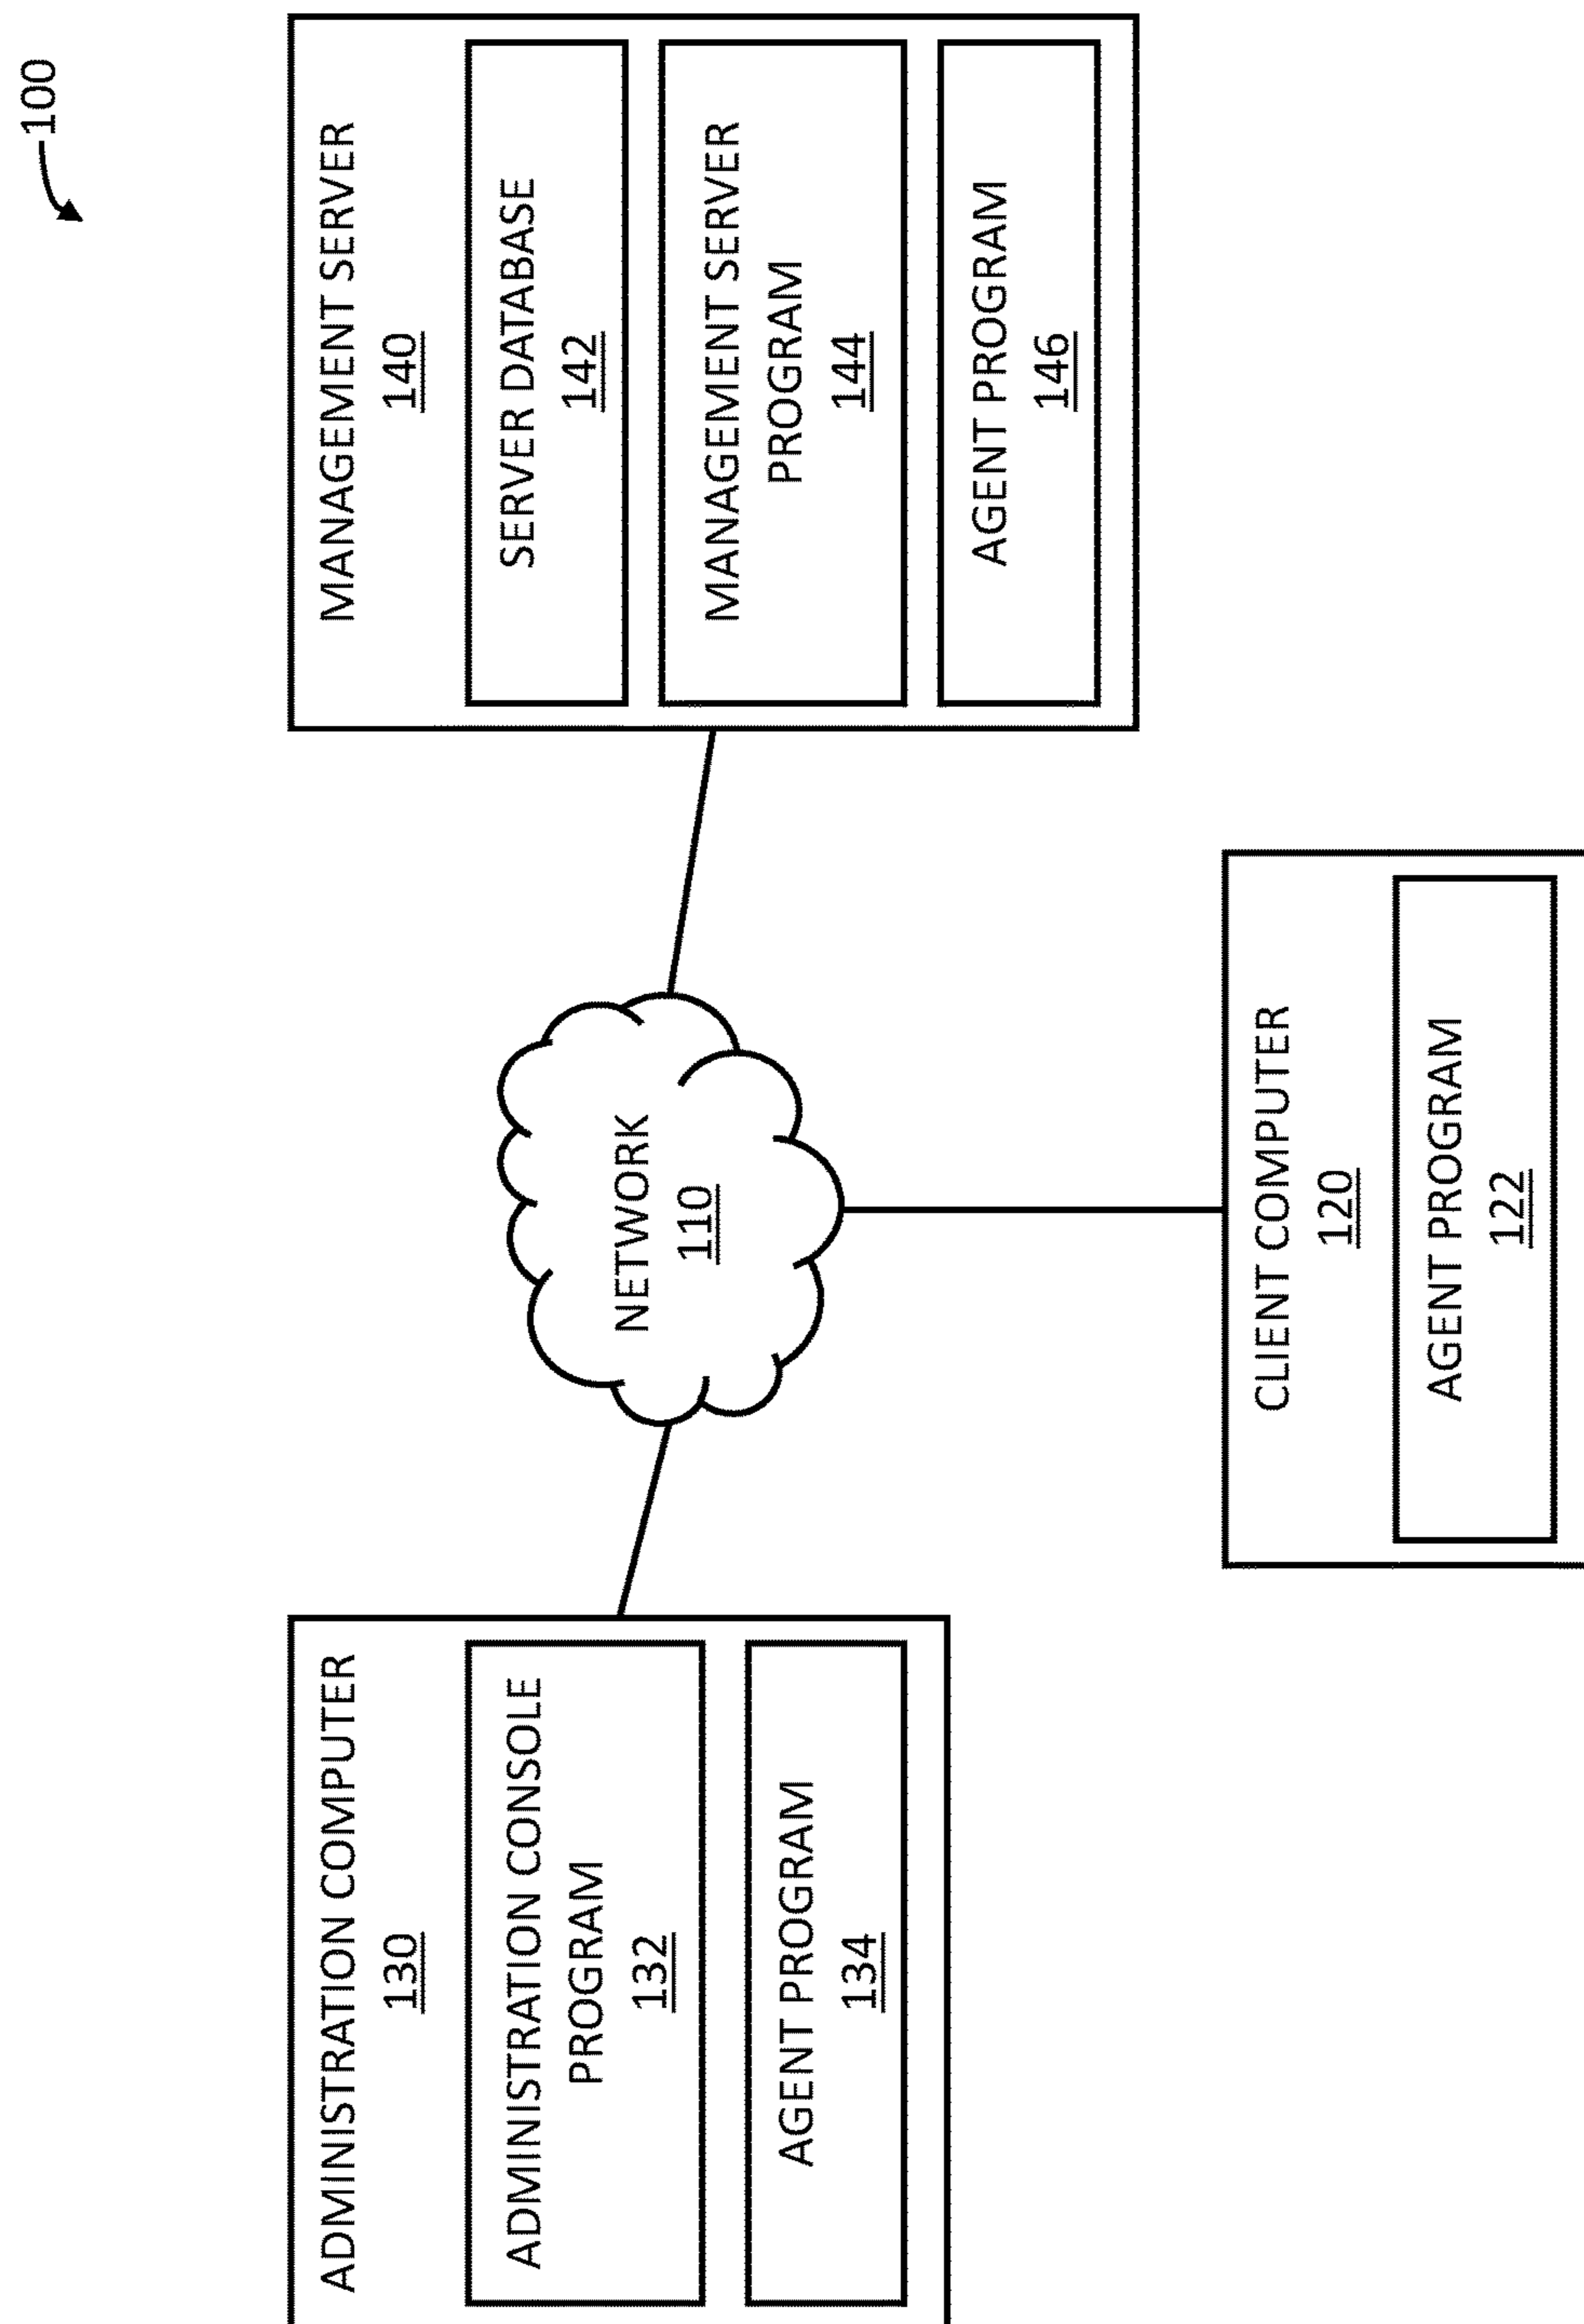 100
ADMINISTRATION COMPUTER
130
ADMINISTRATION CONSOLE
PROGRAM
132
AGENT PROGRAM
134
NETWORK
110
MANAGEMENT SERVER
140
SERVER DATABASE
142
MANAGEMENT SERVER
PROGRAM
144
AGENT PROGRAM
146
CLIENT COMPUTER
120
AGENT PROGRAM
122